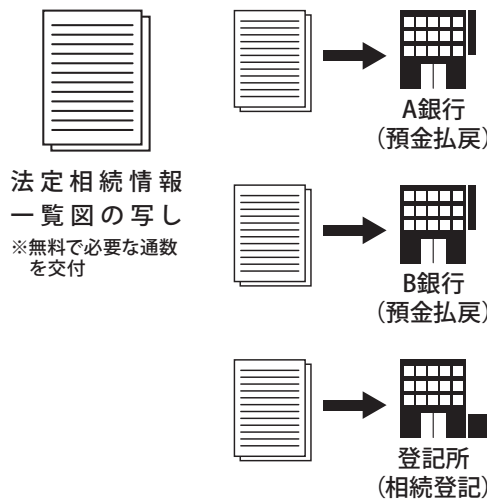 法定相続情報
一覧図の写し
※無料で必要な通数
を交付
A銀行
(預金払戻)
B銀行
(預金払戻)
登記所
(相続登記)